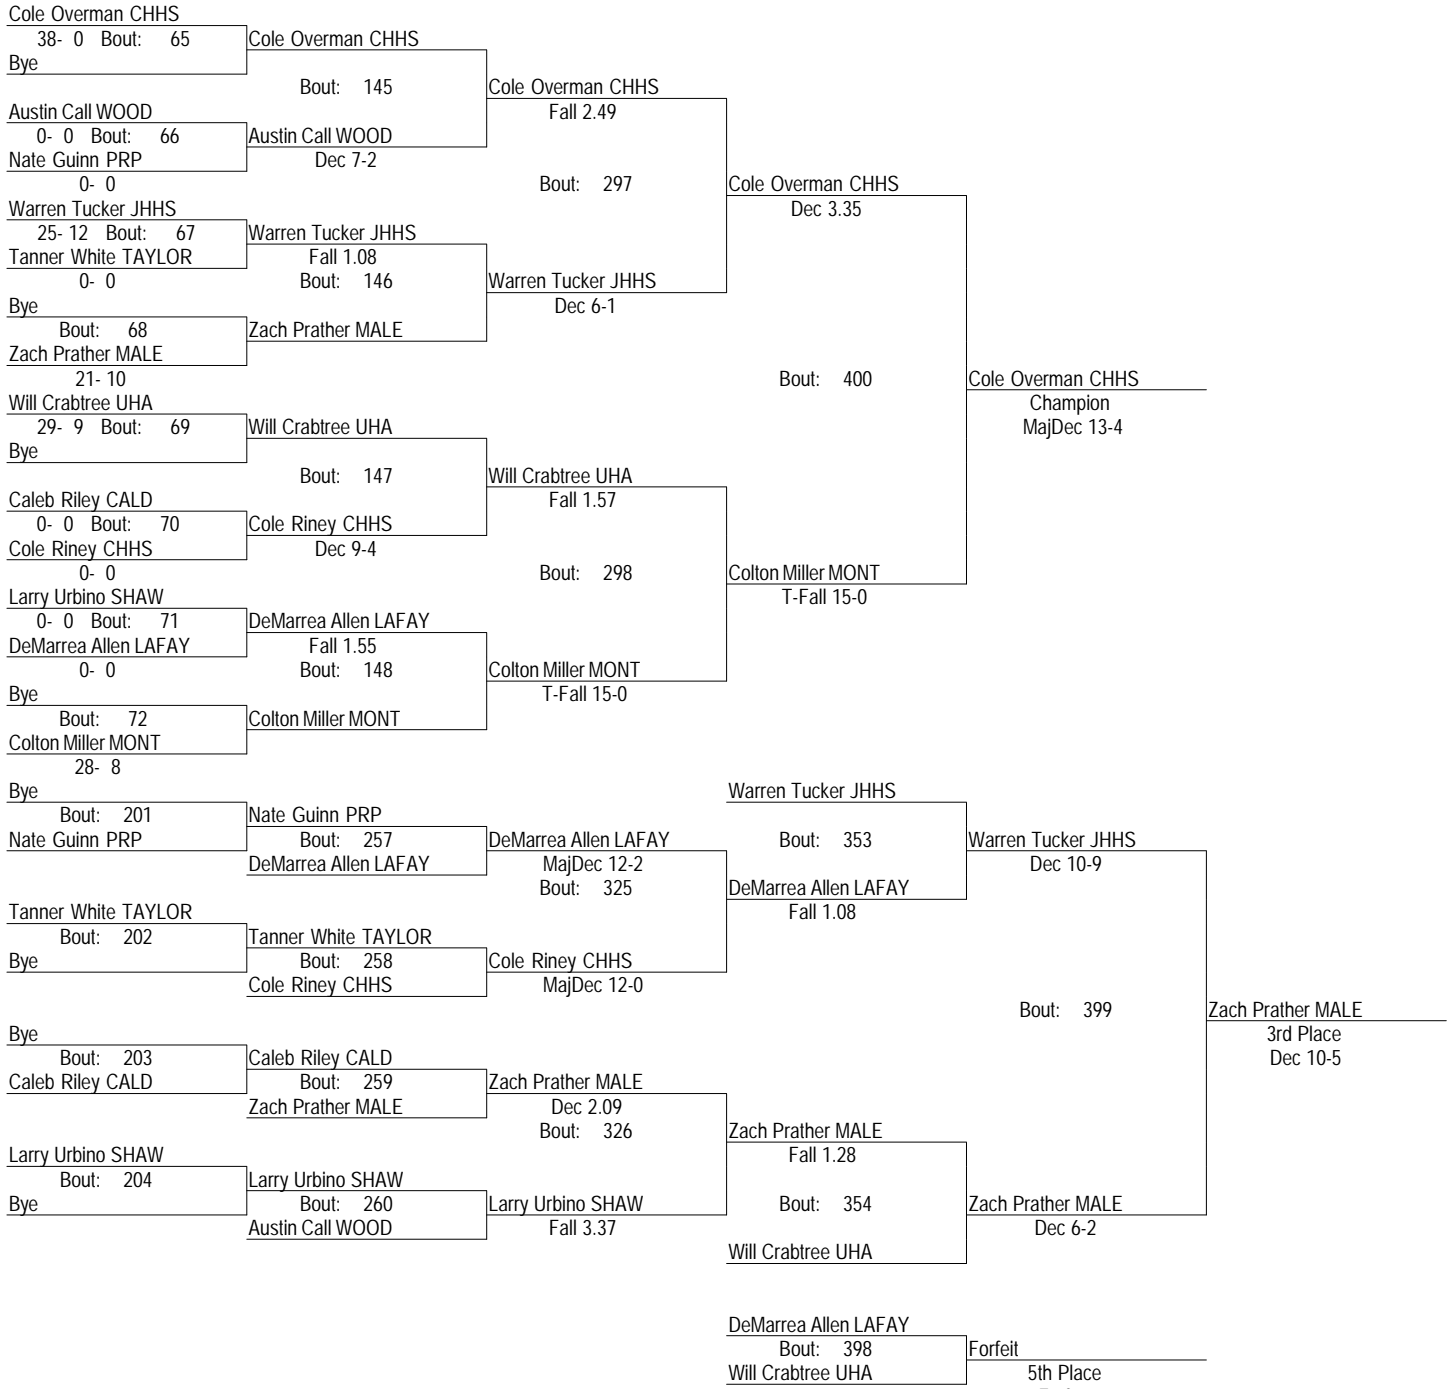 Cole Overman CHHS
38- 0 Bout: 65
Bye
Cole Overman CHHS
Bout: 145
Austin Call WOOD
0- 0 Bout: 66
Nate Guinn PRP
0- 0
Austin Call WOOD
Dec 7-2
Cole Overman CHHS
Fall 2.49
Bout: 297
Warren Tucker JHHS
25- 12 Bout: 67
Tanner White TAYLOR
0- 0
Warren Tucker JHHS
Fall 1.08
Bout: 146
Bye
Bout: 68
Zach Prather MALE
21- 10
Zach Prather MALE
Warren Tucker JHHS
Dec 6-1
Cole Overman CHHS
Dec 3.35
Bout: 400
Will Crabtree UHA
29- 9 Bout: 69
Bye
Will Crabtree UHA
Bout: 147
Caleb Riley CALD
0- 0 Bout: 70
Cole Riney CHHS
0- 0
Cole Riney CHHS
Dec 9-4
Will Crabtree UHA
Fall 1.57
Bout: 298
Larry Urbino SHAW
0- 0 Bout: 71
DeMarrea Allen LAFAY
0- 0
DeMarrea Allen LAFAY
Fall 1.55
Bout: 148
Bye
Bout: 72
Colton Miller MONT
28- 8
Colton Miller MONT
Colton Miller MONT
T-Fall 15-0
Colton Miller MONT
T-Fall 15-0
Cole Overman CHHS
Champion
MajDec 13-4
Bye
Bout: 201
Nate Guinn PRP
Nate Guinn PRP
Bout: 257
DeMarrea Allen LAFAY
DeMarrea Allen LAFAY
MajDec 12-2
Bout: 325
Tanner White TAYLOR
Bout: 202
Bye
Tanner White TAYLOR
Bout: 258
Cole Riney CHHS
Cole Riney CHHS
MajDec 12-0
Warren Tucker JHHS
Bout: 353
DeMarrea Allen LAFAY
Fall 1.08
Warren Tucker JHHS
Dec 10-9
Bout: 399
Bye
Bout: 203
Caleb Riley CALD
Caleb Riley CALD
Bout: 259
Zach Prather MALE
Zach Prather MALE
Dec 2.09
Bout: 326
Larry Urbino SHAW
Bout: 204
Bye
Larry Urbino SHAW
Bout: 260
Austin Call WOOD
Larry Urbino SHAW
Fall 3.37
Zach Prather MALE
Fall 1.28
Bout: 354
Will Crabtree UHA
Zach Prather MALE
Dec 6-2
Zach Prather MALE
3rd Place
Dec 10-5
DeMarrea Allen LAFAY
Bout: 398
Will Crabtree UHA
Forfeit
5th Place